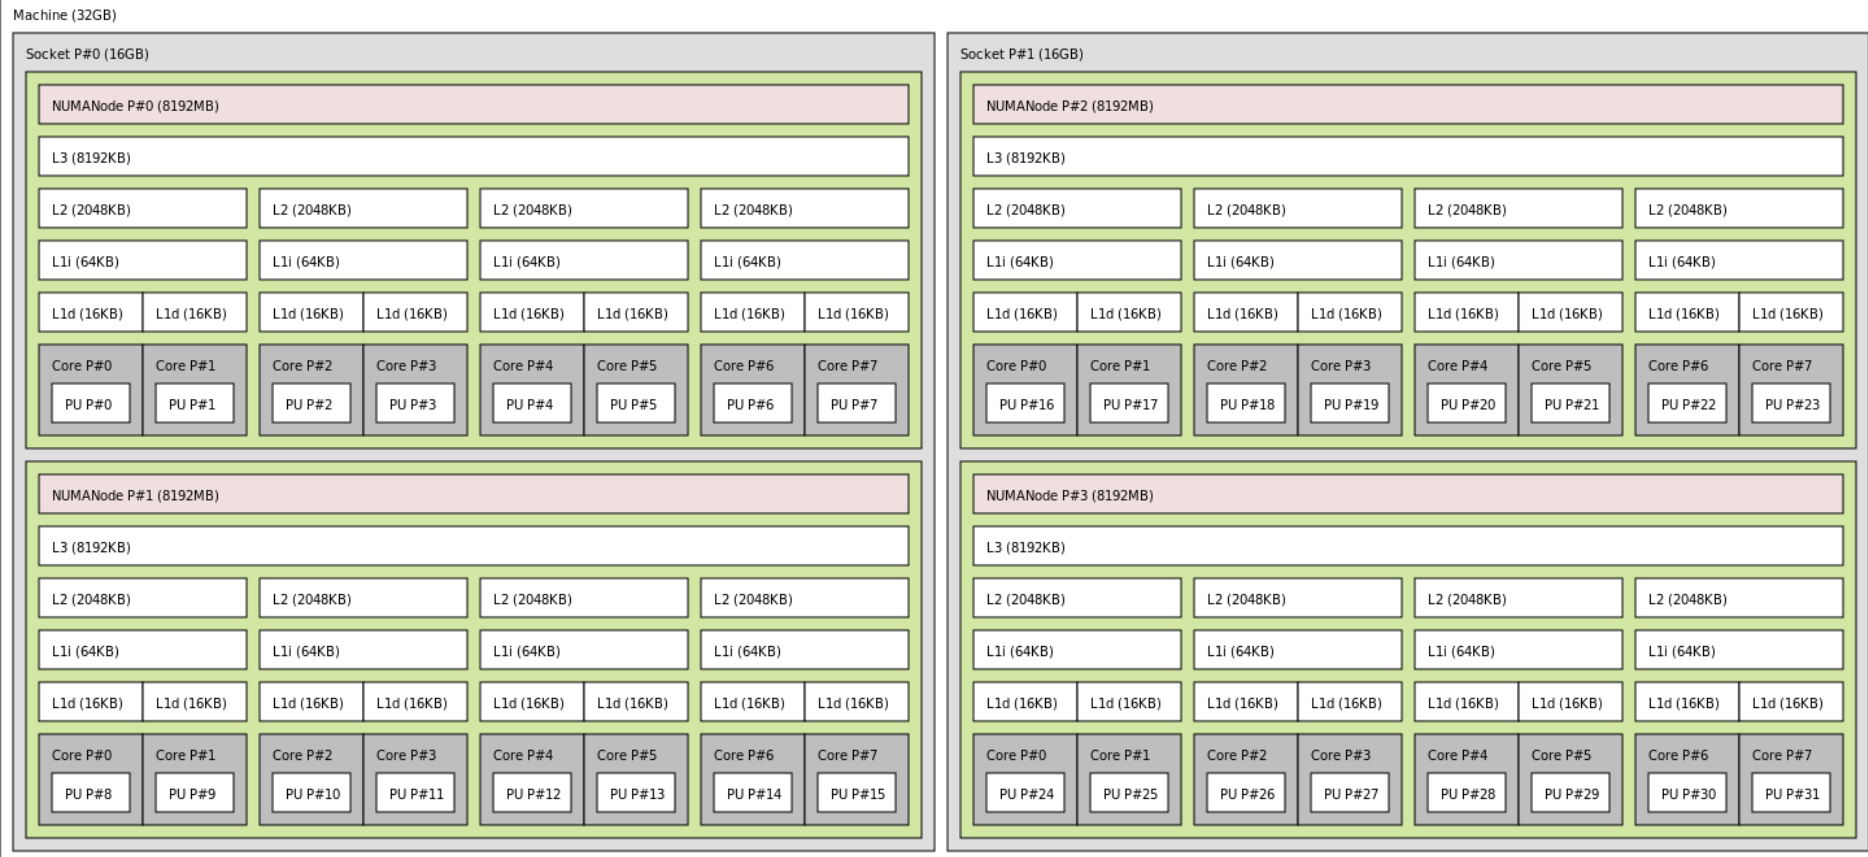 Machine (32GB)
Socket P#0 (16GB)
NUMANode P#0 (8192MB)
L3 (8192KB)
L2 (2048KB) L2 (2048KB) L2 (2048KB) L2 (2048KB)
L1i (64KB) L1i (64KB) L1i (64KB) L1i (64KB)
L1d (16KB) L1d (16KB) L1d (16KB) L1d (16KB) L1d (16KB) L1d (16KB) L1d (16KB) L1d (16KB)
Core P#0 Core P#1 Core P#2 Core P#3 Core P#4 Core P#5 Core P#6 Core P#7
PU P#0 PU P#1 PU P#2 PU P#3 PU P#4 PU P#5 PU P#6 PU P#7
NUMANode P#1 (8192MB)
L3 (8192KB)
L2 (2048KB) L2 (2048KB) L2 (2048KB) L2 (2048KB)
L1i (64KB) L1i (64KB) L1i (64KB) L1i (64KB)
L1d (16KB) L1d (16KB) L1d (16KB) L1d (16KB) L1d (16KB) L1d (16KB) L1d (16KB) L1d (16KB)
Core P#0 Core P#1 Core P#2 Core P#3 Core P#4 Core P#5 Core P#6 Core P#7
PU P#8 PU P#9 PU P#10 PU P#11 PU P#12 PU P#13 PU P#14 PU P#15
Socket P#1 (16GB)
NUMANode P#2 (8192MB)
L3 (8192KB)
L2 (2048KB) L2 (2048KB) L2 (2048KB) L2 (2048KB)
L1i (64KB) L1i (64KB) L1i (64KB) L1i (64KB)
L1d (16KB) L1d (16KB) L1d (16KB) L1d (16KB) L1d (16KB) L1d (16KB) L1d (16KB) L1d (16KB)
Core P#0 Core P#1 Core P#2 Core P#3 Core P#4 Core P#5 Core P#6 Core P#7
PU P#16 PU P#17 PU P#18 PU P#19 PU P#20 PU P#21 PU P#22 PU P#23
NUMANode P#3 (8192MB)
L3 (8192KB)
L2 (2048KB) L2 (2048KB) L2 (2048KB) L2 (2048KB)
L1i (64KB) L1i (64KB) L1i (64KB) L1i (64KB)
L1d (16KB) L1d (16KB) L1d (16KB) L1d (16KB) L1d (16KB) L1d (16KB) L1d (16KB) L1d (16KB)
Core P#0 Core P#1 Core P#2 Core P#3 Core P#4 Core P#5 Core P#6 Core P#7
PU P#24 PU P#25 PU P#26 PU P#27 PU P#28 PU P#29 PU P#30 PU P#31